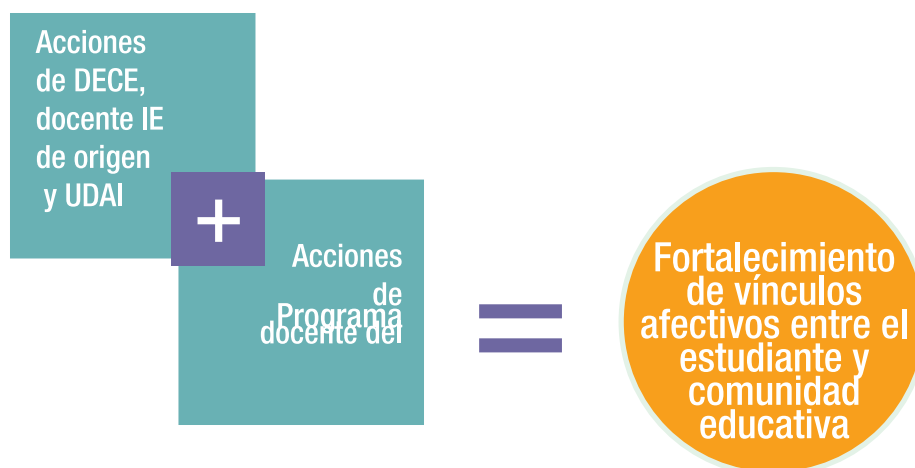 Acciones
de DECE,
docente IE
de origen
y UDAI
+
Acciones
de
Programa
docente del
=
Fortalecimiento
de vínculos
afectivos entre el
estudiante y
comunidad
educativa